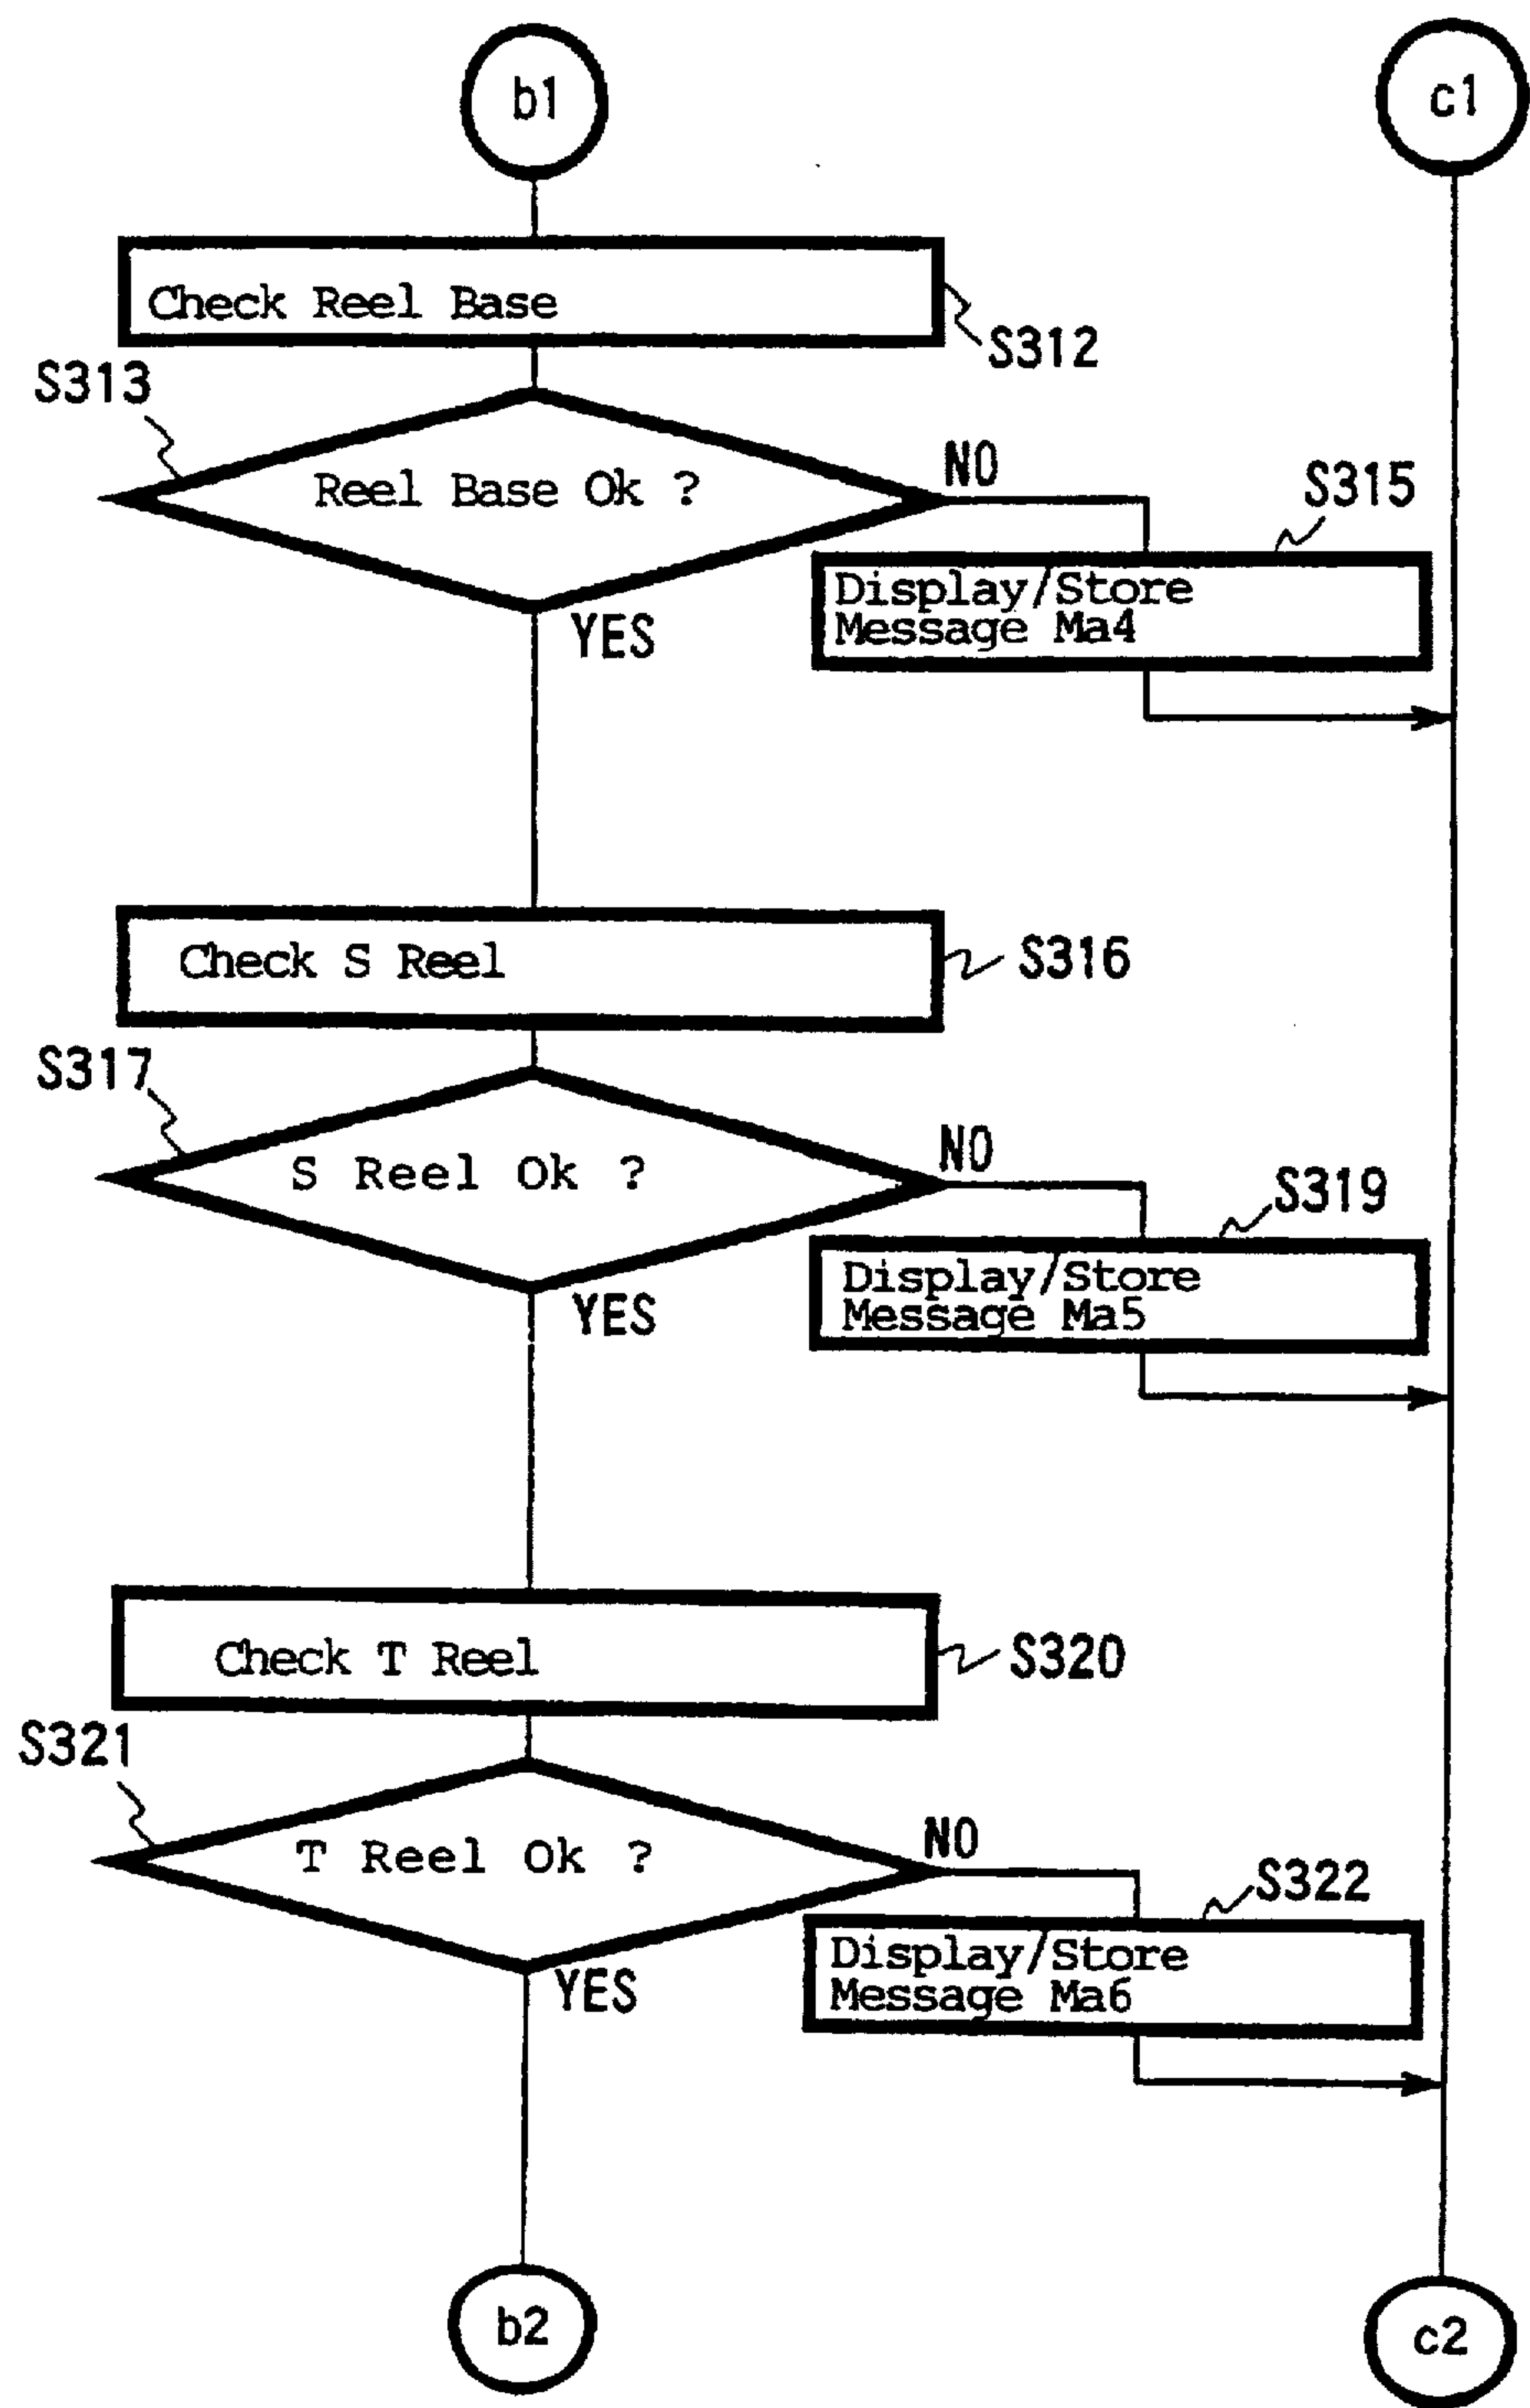 b1
c1
Check Reel Base
S312
S313
Reel Base Ok ?
NO
YES
S315
Display/Store
Message Ma4
Check S Reel
S316
S317
S Reel Ok ?
NO
YES
S319
Display/Store
Message Ma5
Check T Reel
S320
S321
T Reel Ok ?
NO
YES
S322
Display/Store
Message Ma6
b2
c2